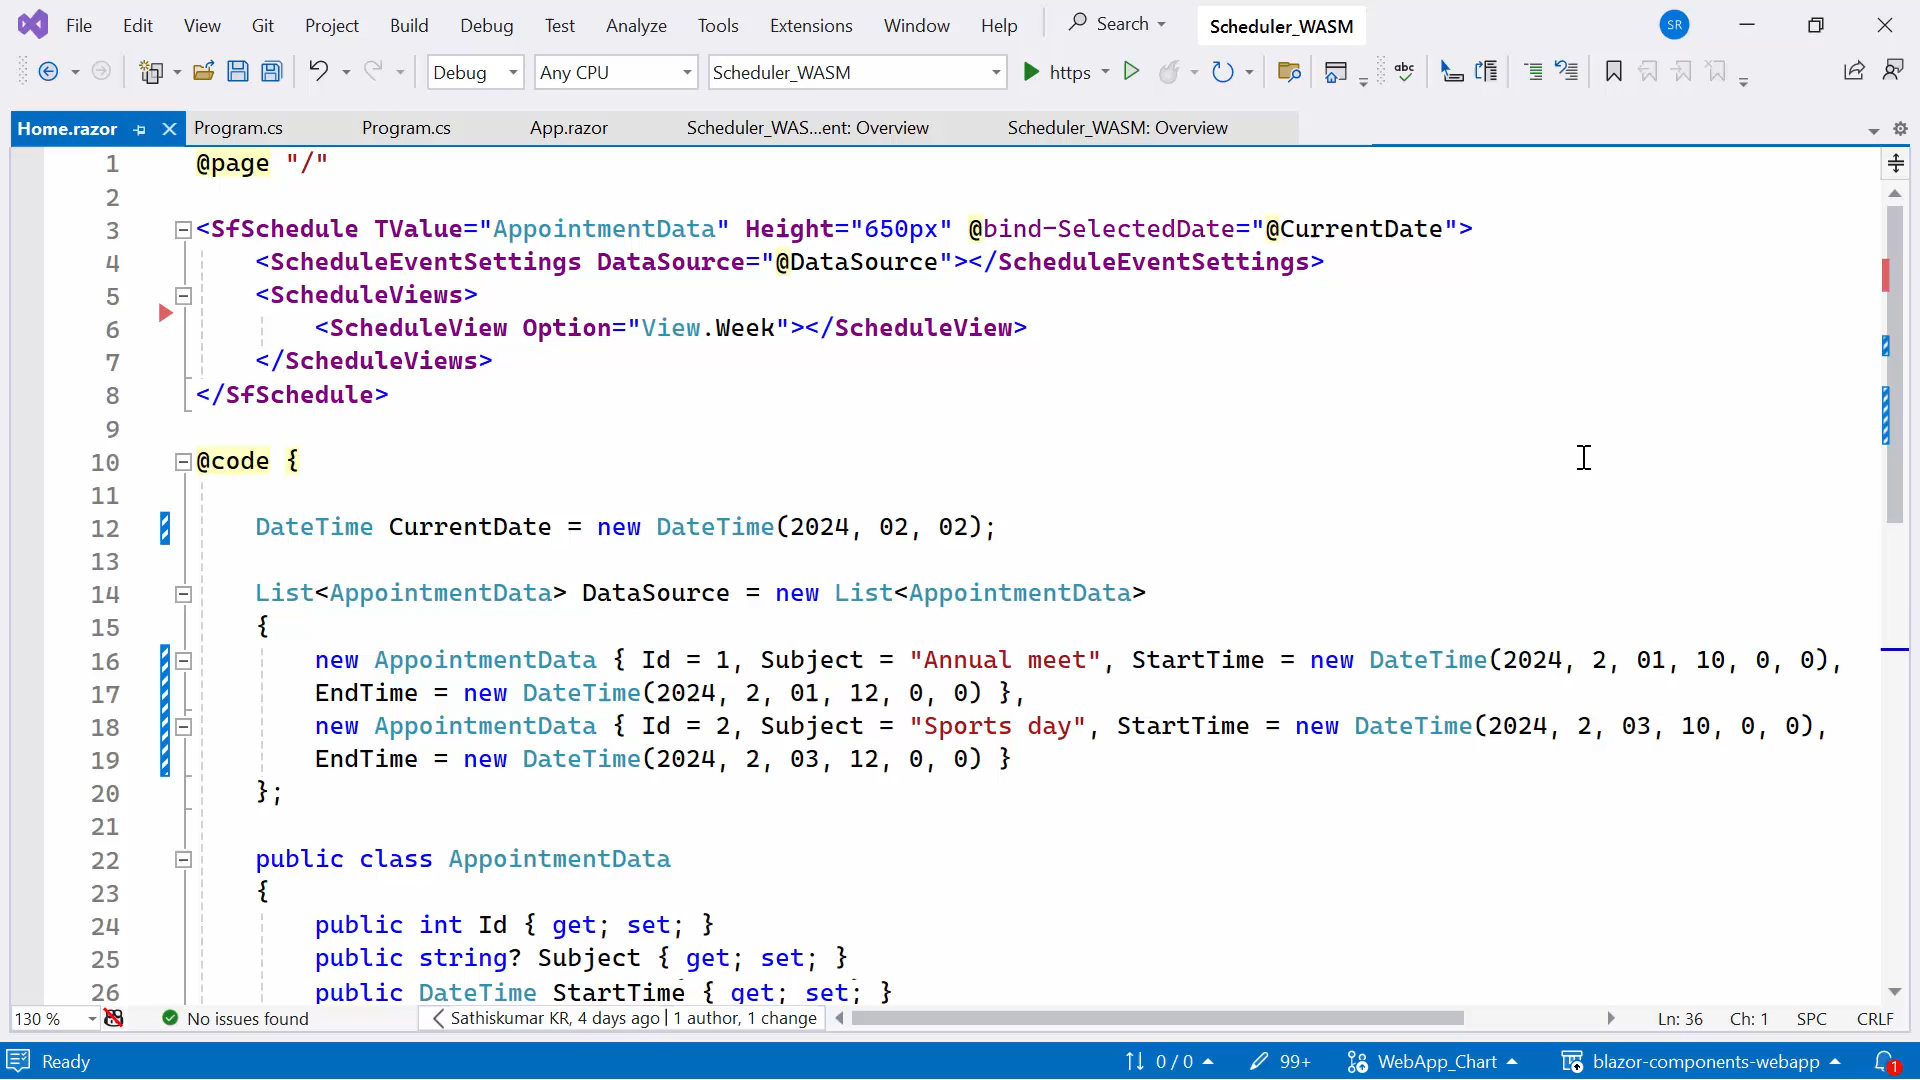 File Edit View Git Project Build Debug Test Analyze Tools Extensions Window Help Search Scheduler_WASM SR
Debug Any CPU Scheduler_WASM https abc
Home.razor Program.cs Program.cs App.razor Scheduler_WAS...ent: Overview Scheduler_WASM: Overview
1 @page "/"
2
3 <SfSchedule TValue="AppointmentData" Height="650px" @bind-SelectedDate="@CurrentDate">
4 <ScheduleEventSettings DataSource="@DataSource"></ScheduleEventSettings>
5 <ScheduleViews>
6 <ScheduleView Option="View.Week"></ScheduleView>
7 </ScheduleViews>
8 </SfSchedule>
9
10 @code {
11
12 DateTime CurrentDate = new DateTime(2024, 02, 02);
13
14 List<AppointmentData> DataSource = new List<AppointmentData>
15 {
16 new AppointmentData { Id = 1, Subject = "Annual meet", StartTime = new DateTime(2024, 2, 01, 10, 0, 0),
17 EndTime = new DateTime(2024, 2, 01, 12, 0, 0) },
18 new AppointmentData { Id = 2, Subject = "Sports day", StartTime = new DateTime(2024, 2, 03, 10, 0, 0),
19 EndTime = new DateTime(2024, 2, 03, 12, 0, 0) }
20 };
21
22 public class AppointmentData
23 {
24 public int Id { get; set; }
25 public string? Subject { get; set; }
26 public DateTime StartTime { get; set; }
130 % No issues found Sathiskumar KR, 4 days ago | 1 author, 1 change Ln: 36 Ch: 1 SPC CRLF
Ready 0 / 0 99+ WebApp_Chart blazor-components-webapp 1